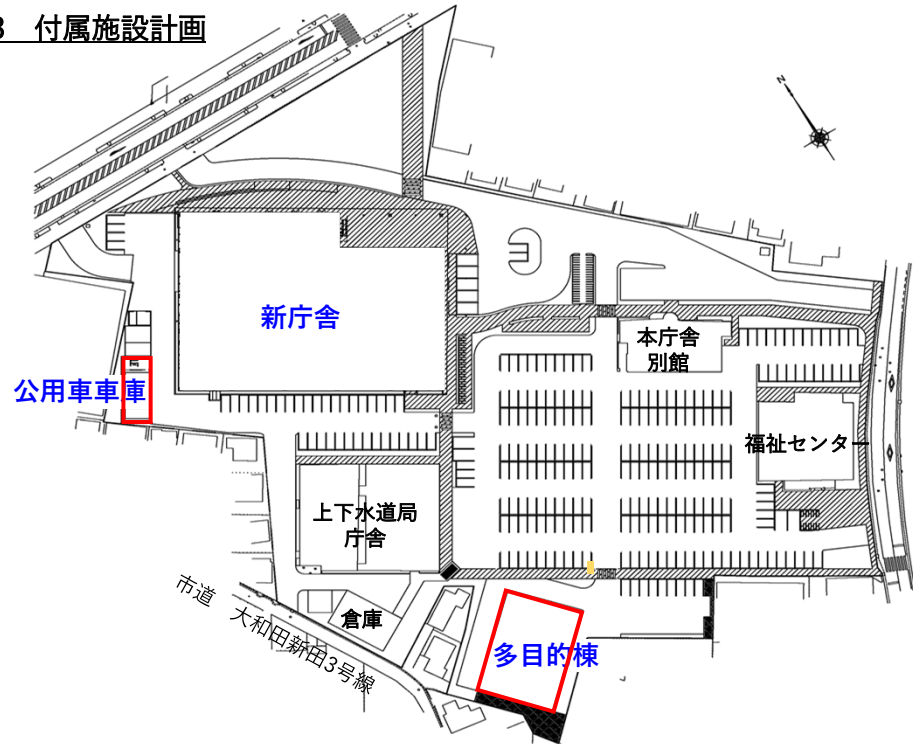 3 付属施設計画
N
新庁舎
本庁舎
別館
公用車車庫
福祉センター
上下水道局
庁舎
倉庫
多目的棟
市道 大和田新田3号線